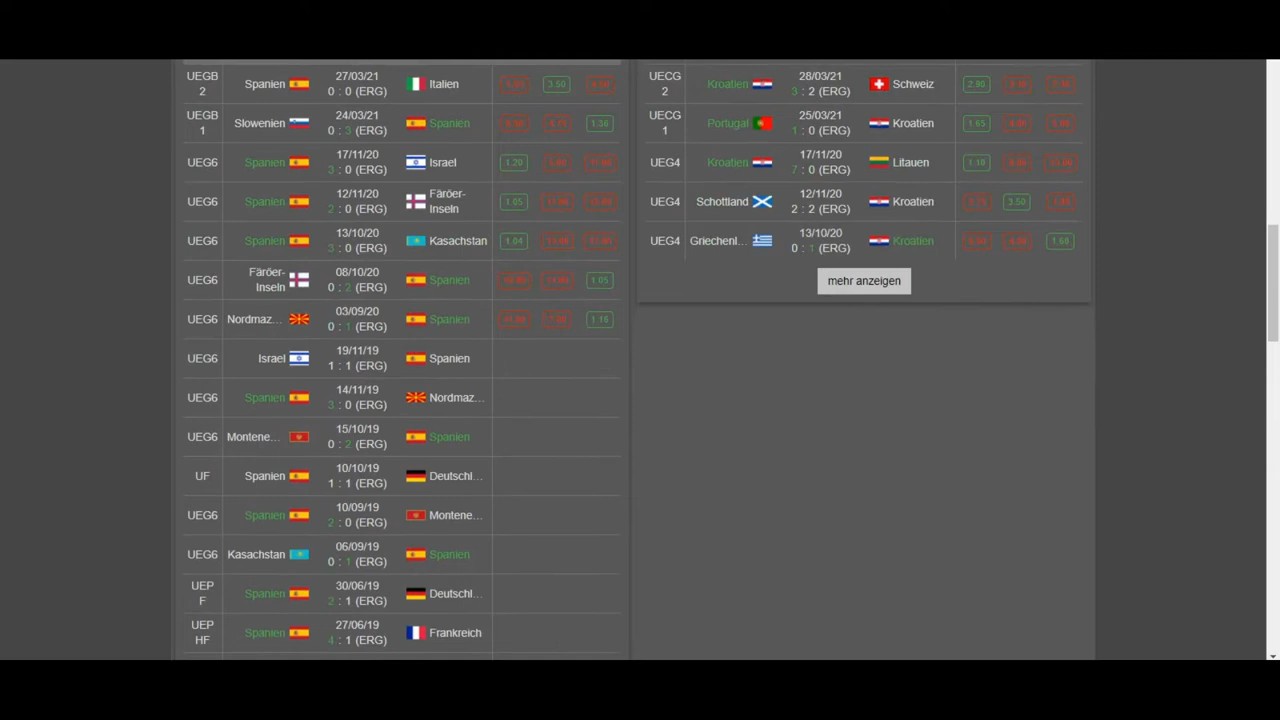 UEGB 2 Spanien 27/03/21 0 : 0 (ERG) Italien 3.50
UEGB 1 Slowenien 24/03/21 0 : 3 (ERG) Spanien 1.36
UEG6 Spanien 17/11/20 3 : 0 (ERG) Israel 1.20
UEG6 Spanien 12/11/20 2 : 0 (ERG) Färöer-Inseln 1.05
UEG6 Spanien 13/10/20 3 : 0 (ERG) Kasachstan 1.04
UEG6 Färöer-Inseln 08/10/20 0 : 2 (ERG) Spanien 1.05
UEG6 Nordmaz... 03/09/20 0 : 1 (ERG) Spanien 1.18
UEG6 Israel 19/11/19 1 : 1 (ERG) Spanien
UEG6 Spanien 14/11/19 3 : 0 (ERG) Nordmaz...
UEG6 Montene... 15/10/19 0 : 2 (ERG) Spanien
UF Spanien 10/10/19 1 : 1 (ERG) Deutschl...
UEG6 Spanien 10/09/19 2 : 0 (ERG) Montene...
UEG6 Kasachstan 06/09/19 0 : 1 (ERG) Spanien
UEP F Spanien 30/06/19 2 : 1 (ERG) Deutschl...
UEP HF Spanien 27/06/19 4 : 1 (ERG) Frankreich
UECG 2 Kroatien 28/03/21 3 : 2 (ERG) Schweiz 2.90
UECG 1 Portugal 25/03/21 1 : 0 (ERG) Kroatien 1.65
UEG4 Kroatien 17/11/20 7 : 0 (ERG) Litauen 1.18
UEG4 Schottland 12/11/20 2 : 2 (ERG) Kroatien 3.50
UEG4 Griechenl... 13/10/20 0 : 1 (ERG) Kroatien 1.60
mehr anzeigen